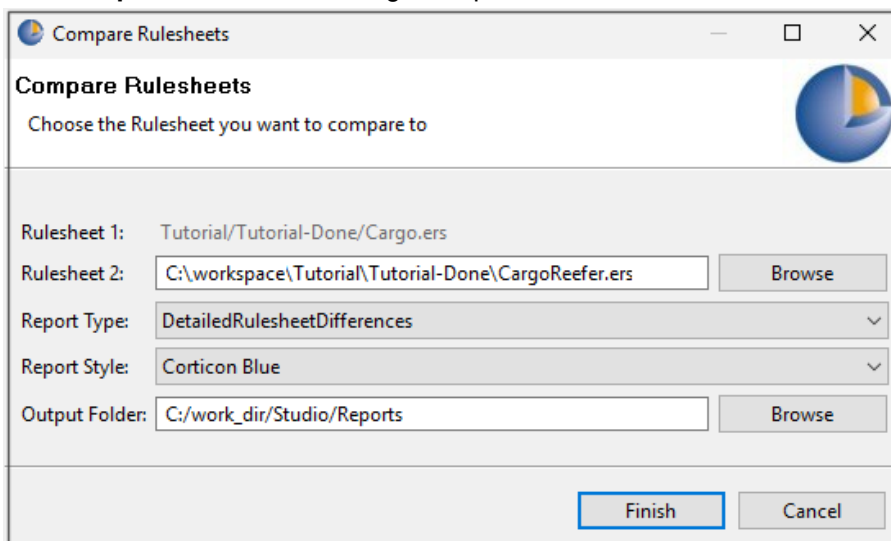 Compare Rulesheets
Compare Rulesheets
Choose the Rulesheet you want to compare to
Rulesheet 1: Tutorial/Tutorial-Done/Cargo.ers
Rulesheet 2: C:\workspace\Tutorial\Tutorial-Done\CargoReefer.ers Browse
Report Type: DetailedRulesheetDifferences
Report Style: Corticon Blue
Output Folder: C:/work_dir/Studio/Reports Browse
Finish Cancel